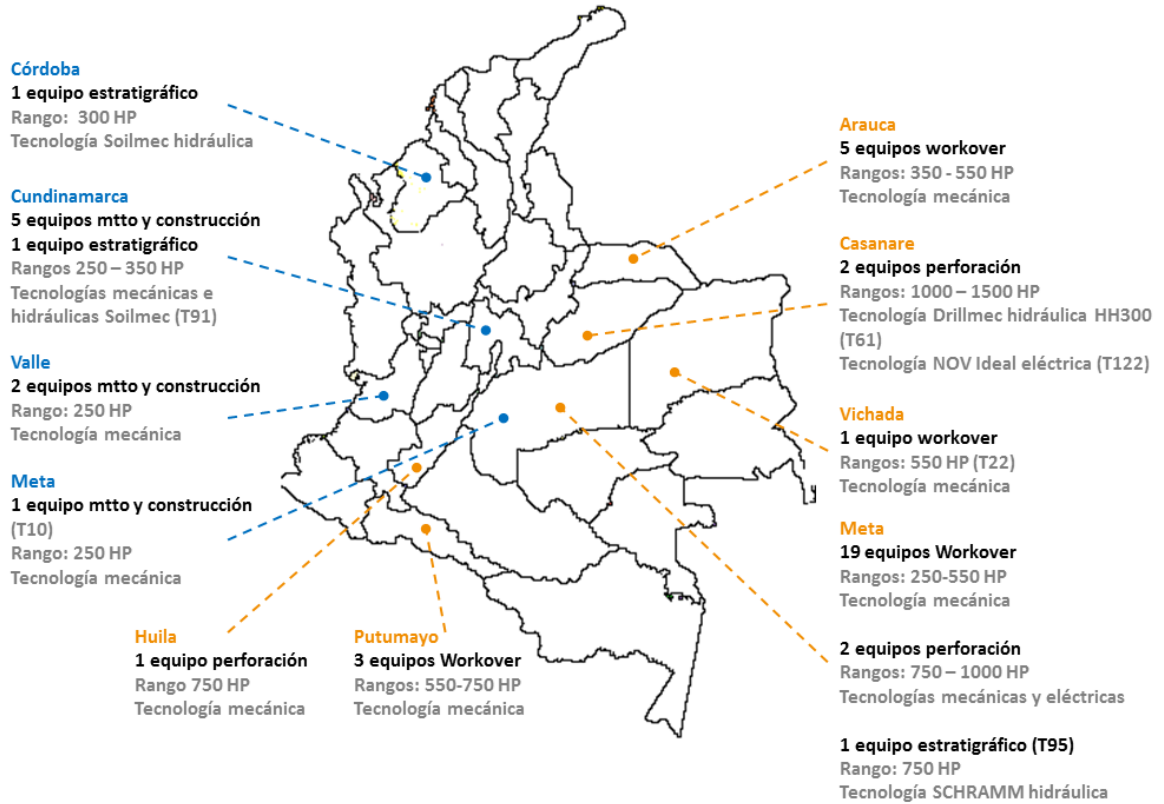 Córdoba
1 equipo estratigráfico
Rango: 300 HP
Tecnología Soilmec hidráulica
Cundinamarca
5 equipos mtto y construcción
1 equipo estratigráfico
Rangos 250 – 350 HP
Tecnologías mecánicas e
hidráulicas Soilmec (T91)
Valle
2 equipos mtto y construcción
Rango: 250 HP
Tecnología mecánica
Meta
1 equipo mtto y construcción
(T10)
Rango: 250 HP
Tecnología mecánica
Huila
1 equipo perforación
Rango 750 HP
Tecnología mecánica
Putumayo
3 equipos Workover
Rangos: 550-750 HP
Tecnología mecánica
Arauca
5 equipos workover
Rangos: 350 - 550 HP
Tecnología mecánica
Casanare
2 equipos perforación
Rangos: 1000 – 1500 HP
Tecnología Drillmec hidráulica HH300
(T61)
Tecnología NOV Ideal eléctrica (T122)
Vichada
1 equipo workover
Rangos: 550 HP (T22)
Tecnología mecánica
Meta
19 equipos Workover
Rangos: 250-550 HP
Tecnología mecánica
2 equipos perforación
Rangos: 750 – 1000 HP
Tecnologías mecánicas y eléctricas
1 equipo estratigráfico (T95)
Rango: 750 HP
Tecnología SCHRAMM hidráulica